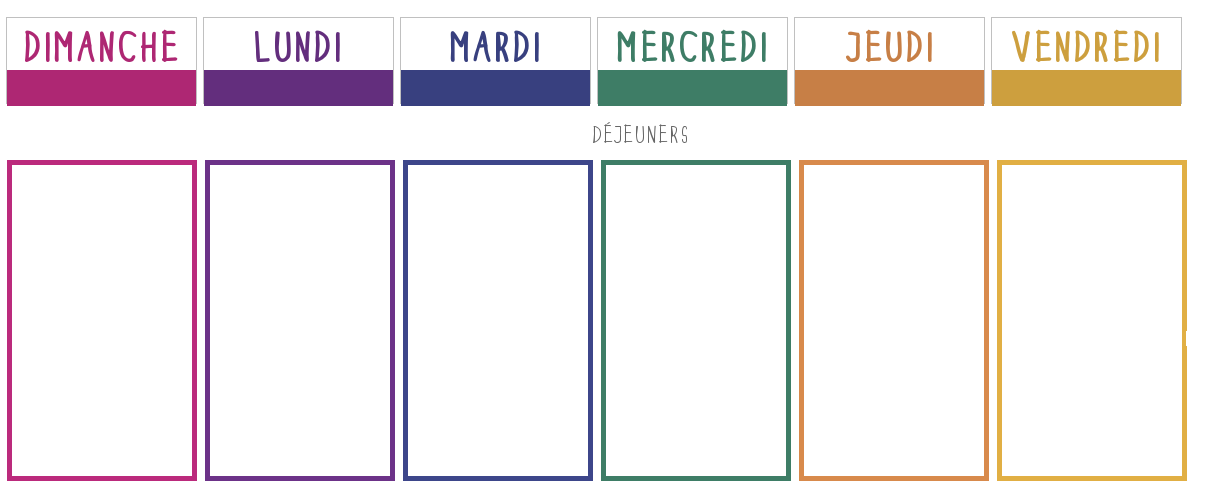 DIMANCHE LUNDI MARDI MERCREDI JEUDI VENDREDI
DÉJEUNERS